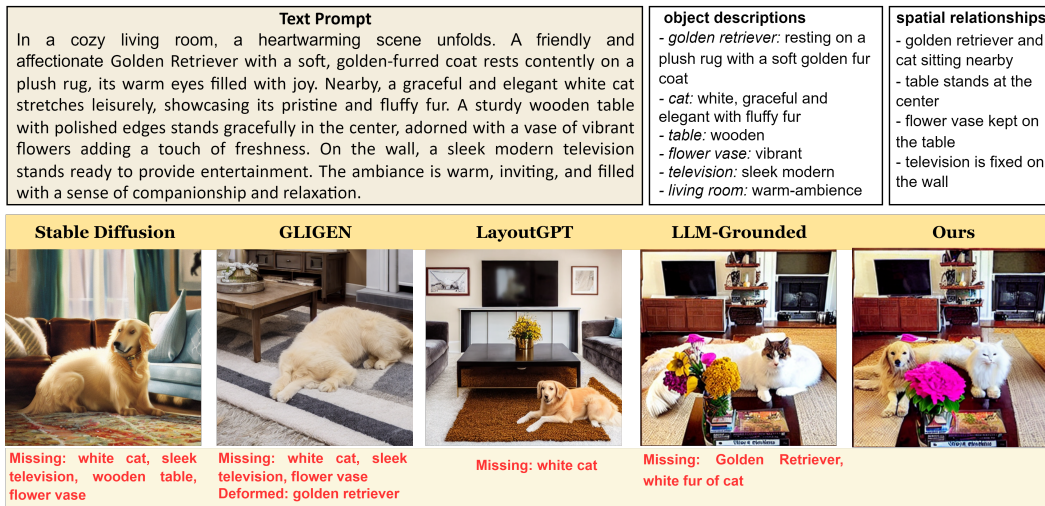 Text Prompt
In a cozy living room, a heartwarming scene unfolds. A friendly and
affectionate Golden Retriever with a soft, golden-furred coat rests contently on a
plush rug, its warm eyes filled with joy. Nearby, a graceful and elegant white cat
stretches leisurely, showcasing its pristine and fluffy fur. A sturdy wooden table
with polished edges stands gracefully in the center, adorned with a vase of vibrant
flowers adding a touch of freshness. On the wall, a sleek modern television
stands ready to provide entertainment. The ambiance is warm, inviting, and filled
with a sense of companionship and relaxation.
object descriptions
- golden retriever: resting on a
plush rug with a soft golden fur
coat
- cat: white, graceful and
elegant with fluffy fur
- table: wooden
- flower vase: vibrant
- television: sleek modern
- living room: warm-ambience
spatial relationships
- golden retriever and
cat sitting nearby
- table stands at the
center
- flower vase kept on
the table
- television is fixed on
the wall
Stable Diffusion
GLIGEN
LayoutGPT
LLM-Grounded
Ours
Missing: white cat, sleek
television, wooden table,
flower vase
Missing: white cat, sleek
television, flower vase
Deformed: golden retriever
Missing: white cat
Missing: Golden Retriever,
white fur of cat